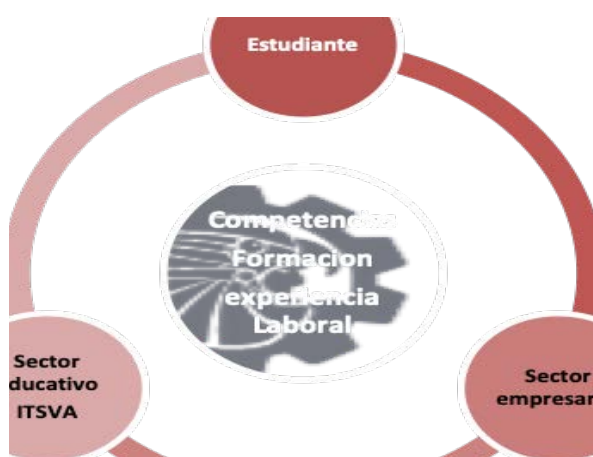 Estudiante
Competencias
Formacion
experiencia
Laboral
Sector
ducativo
ITSVA
Sector
empresar